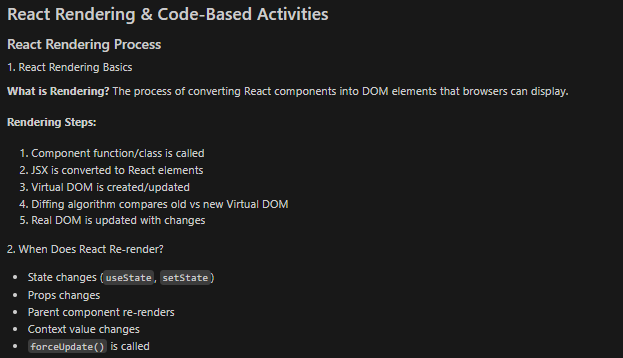 React Rendering & Code-Based Activities
React Rendering Process
1. React Rendering Basics
What is Rendering? The process of converting React components into DOM elements that browsers can display.
Rendering Steps:
1. Component function/class is called
2. JSX is converted to React elements
3. Virtual DOM is created/updated
4. Diffing algorithm compares old vs new Virtual DOM
5. Real DOM is updated with changes
2. When Does React Re-render?
• State changes (useState, setState)
• Props changes
• Parent component re-renders
• Context value changes
• forceUpdate() is called